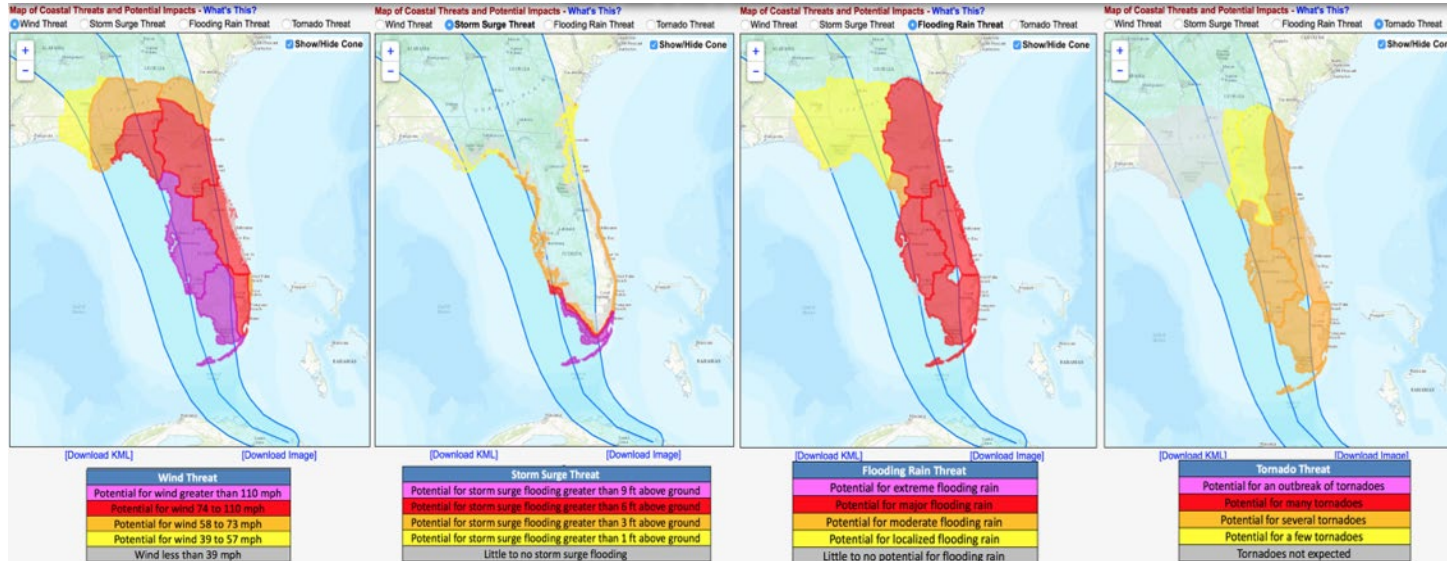 Map of Coastal Threats and Potential Impacts - What's This?
Wind Threat Storm Surge Threat Flooding Rain Threat Tornado Threat
+
−
Show/Hide Cone
[Download KML] [Download Image]
Wind Threat
Potential for wind greater than 110 mph
Potential for wind 74 to 110 mph
Potential for wind 58 to 73 mph
Potential for wind 39 to 57 mph
Wind less than 39 mph
Map of Coastal Threats and Potential Impacts - What's This?
Wind Threat Storm Surge Threat Flooding Rain Threat Tornado Threat
+
−
Show/Hide Cone
[Download KML] [Download Image]
Storm Surge Threat
Potential for storm surge flooding greater than 9 ft above ground
Potential for storm surge flooding greater than 6 ft above ground
Potential for storm surge flooding greater than 3 ft above ground
Potential for storm surge flooding greater than 1 ft above ground
Little to no storm surge flooding
Map of Coastal Threats and Potential Impacts - What's This?
Wind Threat Storm Surge Threat Flooding Rain Threat Tornado Threat
+
−
Show/Hide Cone
[Download KML] [Download Image]
Flooding Rain Threat
Potential for extreme flooding rain
Potential for major flooding rain
Potential for moderate flooding rain
Potential for localized flooding rain
Little to no potential for flooding rain
Map of Coastal Threats and Potential Impacts - What's This?
Wind Threat Storm Surge Threat Flooding Rain Threat Tornado Threat
+
−
Show/Hide Cone
[Download KML] [Download Image]
Tornado Threat
Potential for an outbreak of tornadoes
Potential for many tornadoes
Potential for several tornadoes
Potential for a few tornadoes
Tornadoes not expected